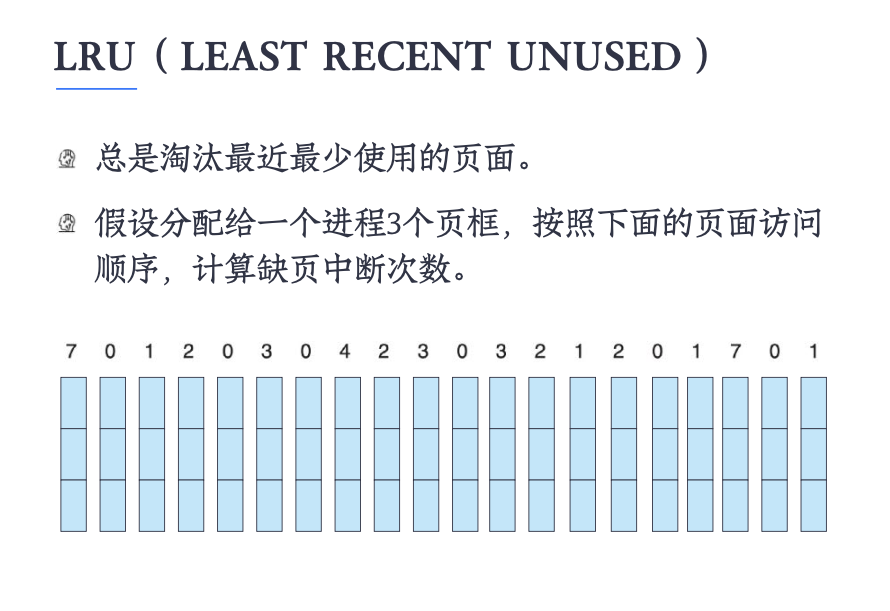 LRU ( LEAST RECENT UNUSED )
总是淘汰最近最少使用的页面。
假设分配给一个进程3个页框，按照下面的页面访问
顺序，计算缺页中断次数。
7 0 1 2 0 3 0 4 2 3 0 3 2 1 2 0 1 7 0 1